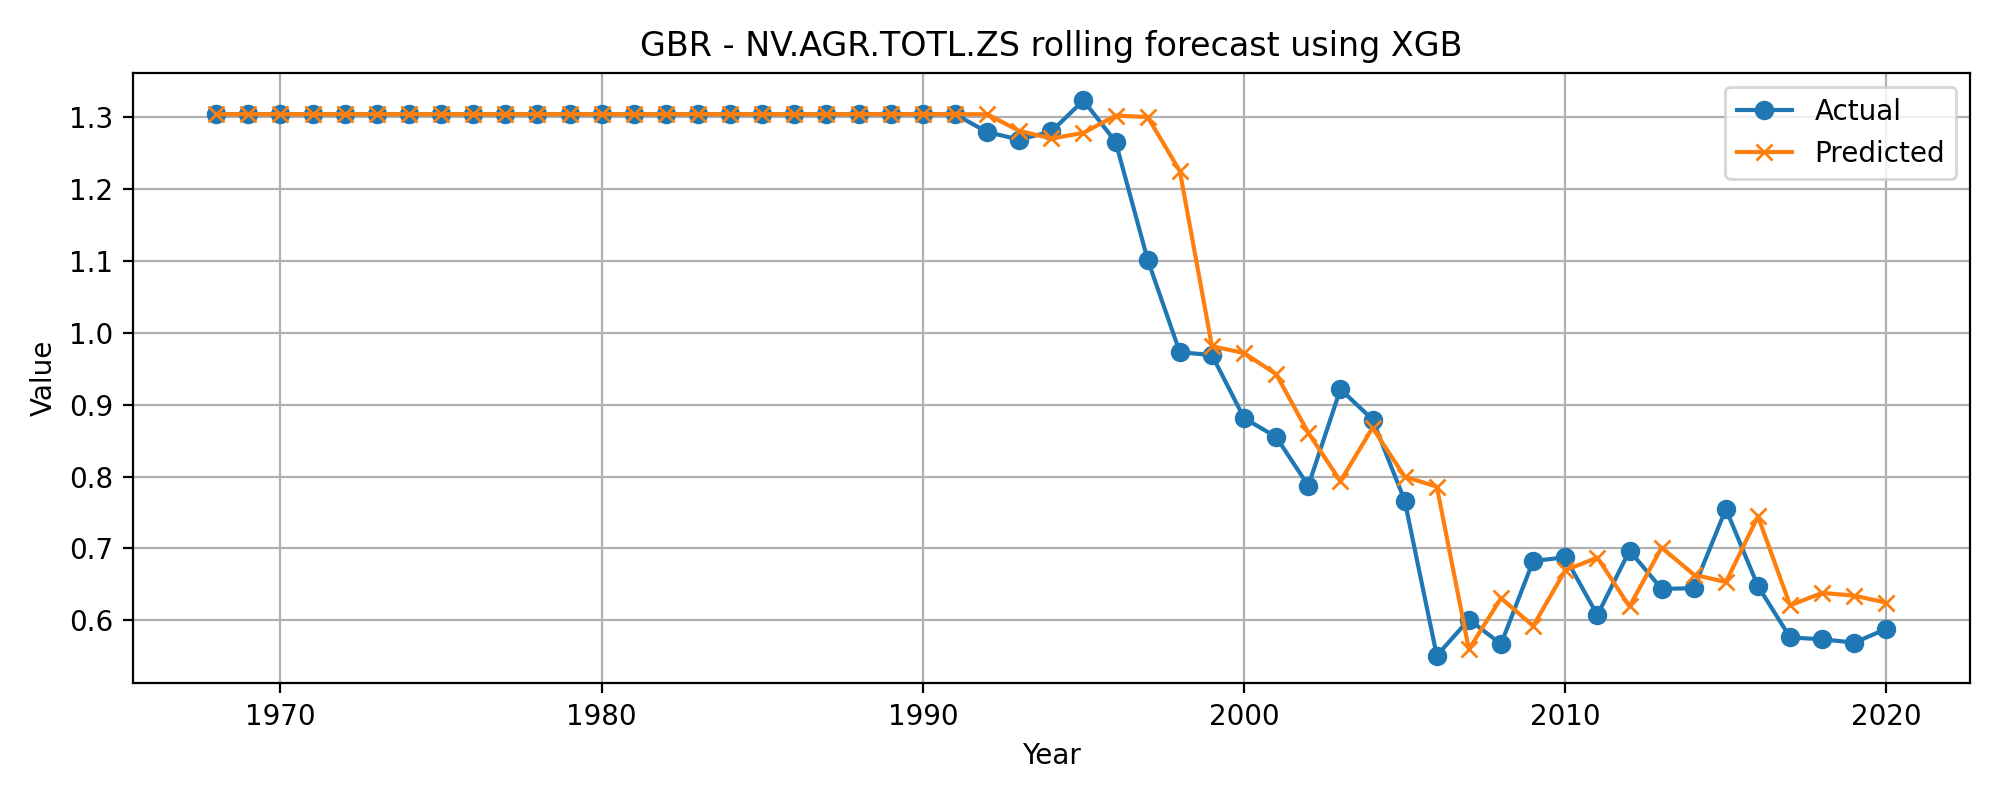 GBR - NV.AGR.TOTL.ZS rolling forecast using XGB
Actual
Predicted
1.3
1.2
1.1
1.0
0.9
0.8
0.7
0.6
Value
1970 1980 1990 2000 2010 2020
Year